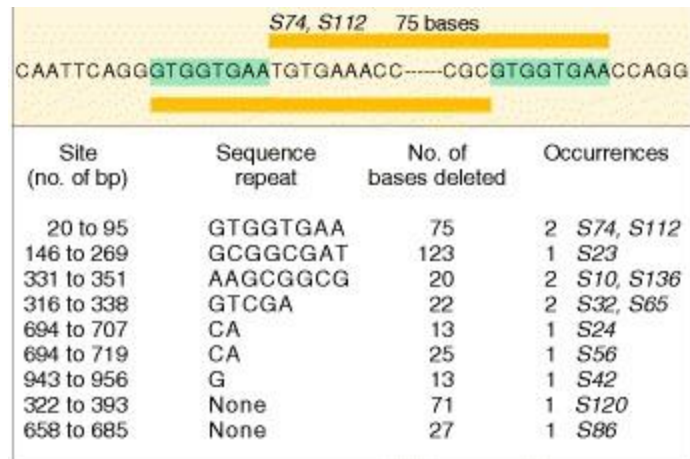 S74, S112 75 bases
CAATTCAGGGTGGTGAATGTGAAACC-----CGCGTGGTGAACCAGG
Site Sequence No. of Occurrences
(no. of bp) repeat bases deleted
20 to 95 GTGGTGAA 75 2 S74, S112
146 to 269 GCGGCGAT 123 1 S23
331 to 351 AAGCGGCG 20 2 S10, S136
316 to 338 GTCGA 22 2 S32, S65
694 to 707 CA 13 1 S24
694 to 719 CA 25 1 S56
943 to 956 G 13 1 S42
322 to 393 None 71 1 S120
658 to 685 None 27 1 S86